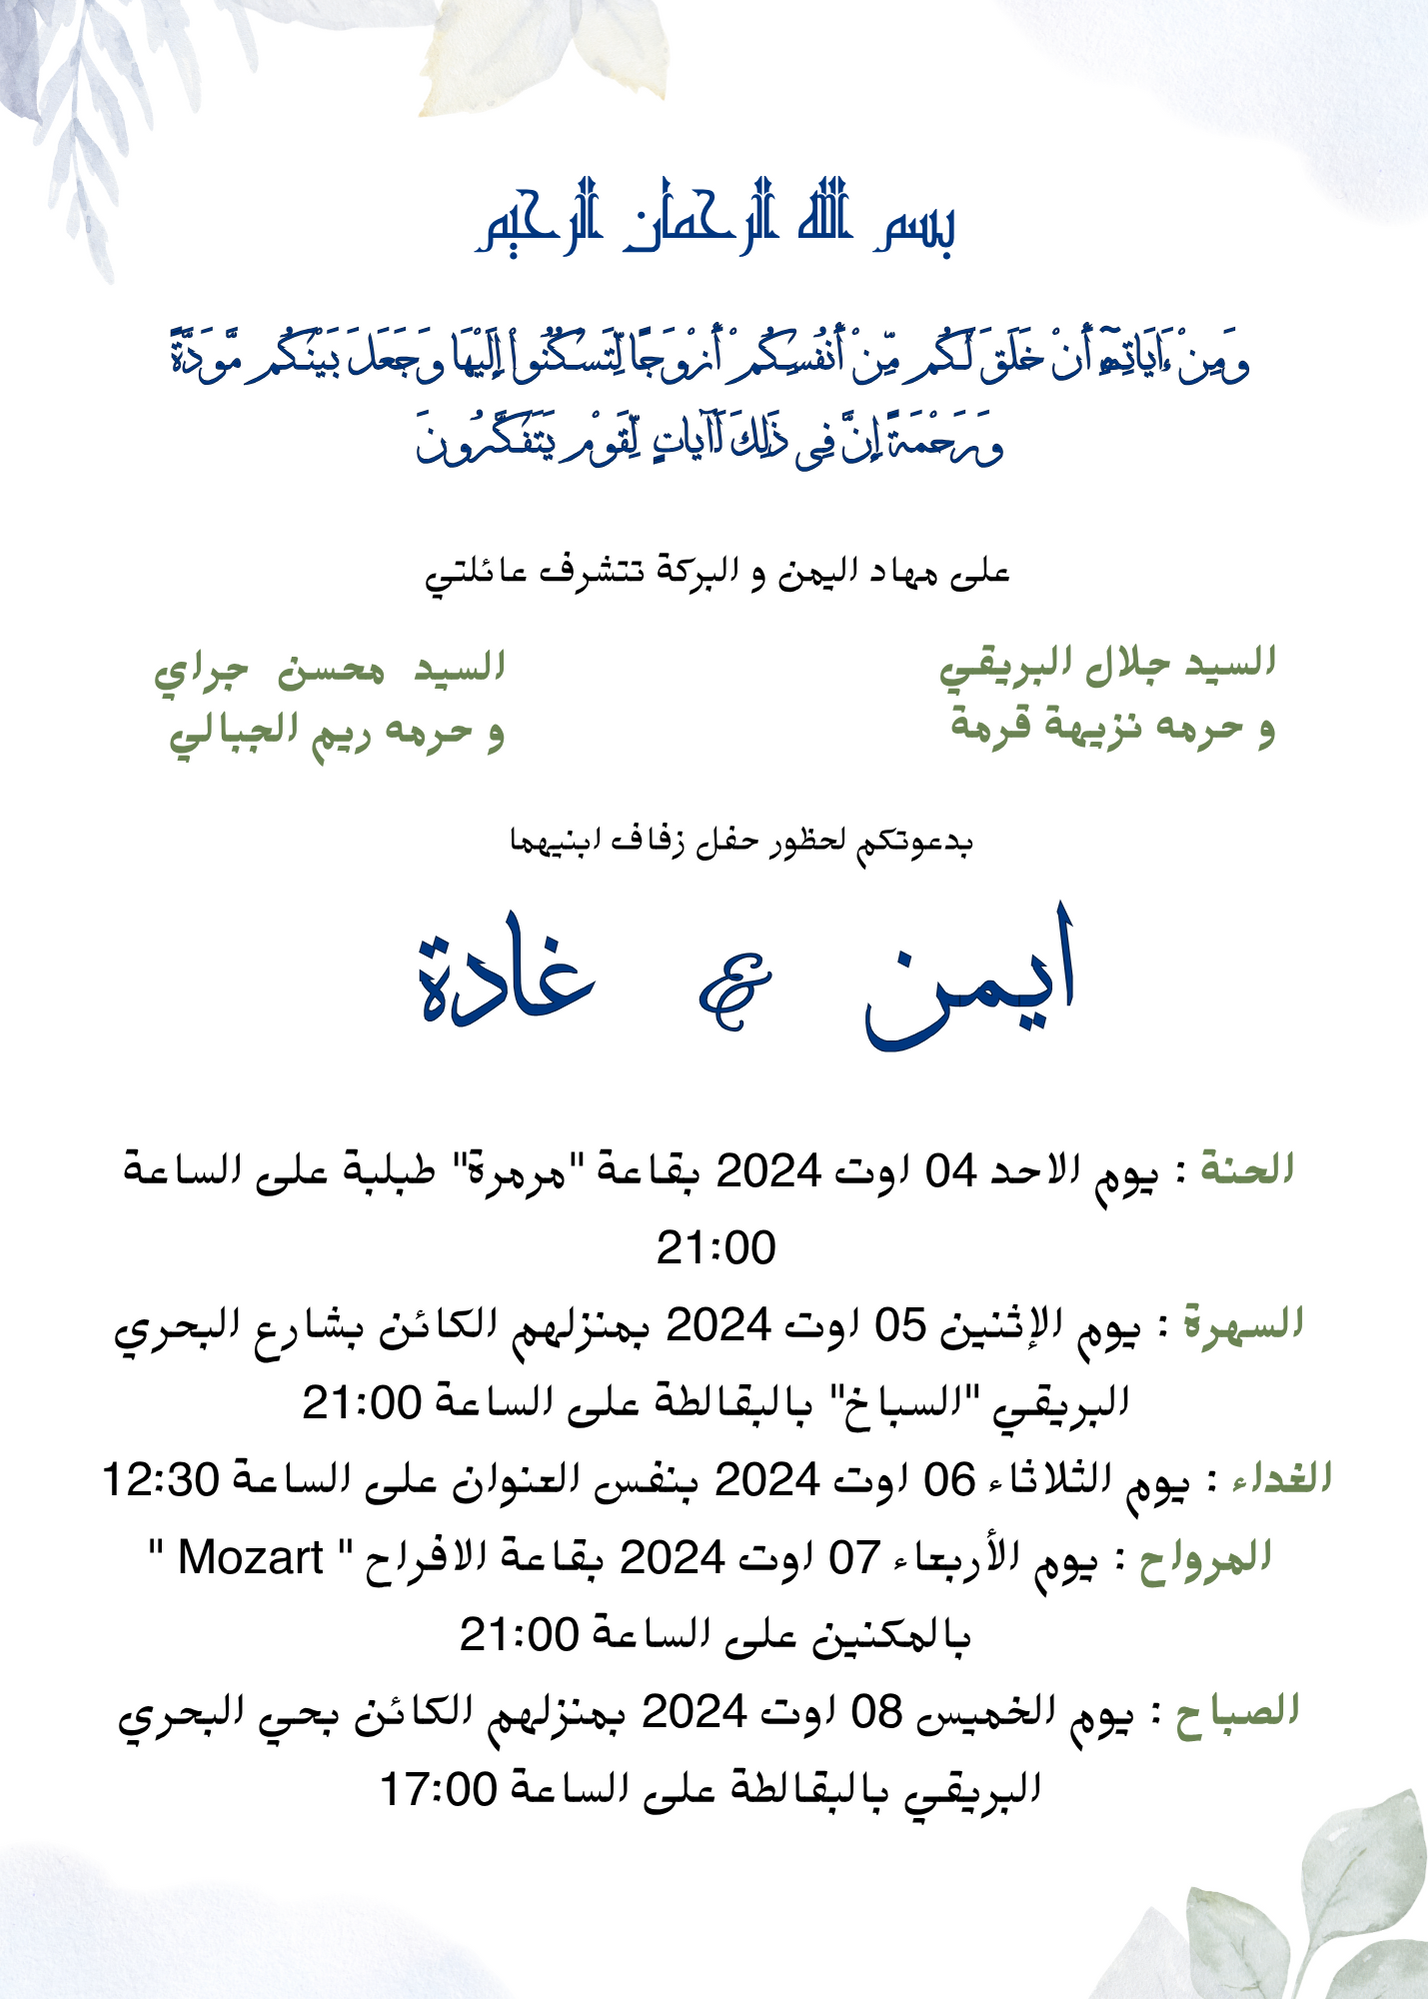 بسم الله الرحمان الرحيم
وَمِنْ ءَايَاتِهِۦٓ أَنْ خَلَقَ لَكُم مِّنْ أَنفُسِكُمْ أَزْوَجًا لِّتَسْكُنُوا۟ إِلَيْهَا وَجَعَلَ بَيْنَكُم مَّوَدَّةً
وَرَحْمَةً إِنَّ فِى ذَلِكَ لَآيَاتٍ لِّقَوْمٍ يَتَفَكَّرُونَ
على مهاد اليمن و البركة تتشرف عائلتي
السيد جلال البريقي
و حرمه نزيهة قرمة
السيد محسن جراي
و حرمه ريم الجبالي
بدعوتكم لحظور حفل زفاف ابنيهما
ايمن & غادة
الحنة : يوم الاحد 04 اوت 2024 بقاعة "مرمرة" طبلبة على الساعة
21:00
السهرة : يوم الإثنين 05 اوت 2024 بمنزلهم الكائن بشارع البحري
البريقي "السباخ" بالبقالطة على الساعة 21:00
الغداء : يوم الثلاثاء 06 اوت 2024 بنفس العنوان على الساعة 12:30
المرواح : يوم الأربعاء 07 اوت 2024 بقاعة الافراح " Mozart "
بالمكنين على الساعة 21:00
الصباح : يوم الخميس 08 اوت 2024 بمنزلهم الكائن بحي البحري
البريقي بالبقالطة على الساعة 17:00